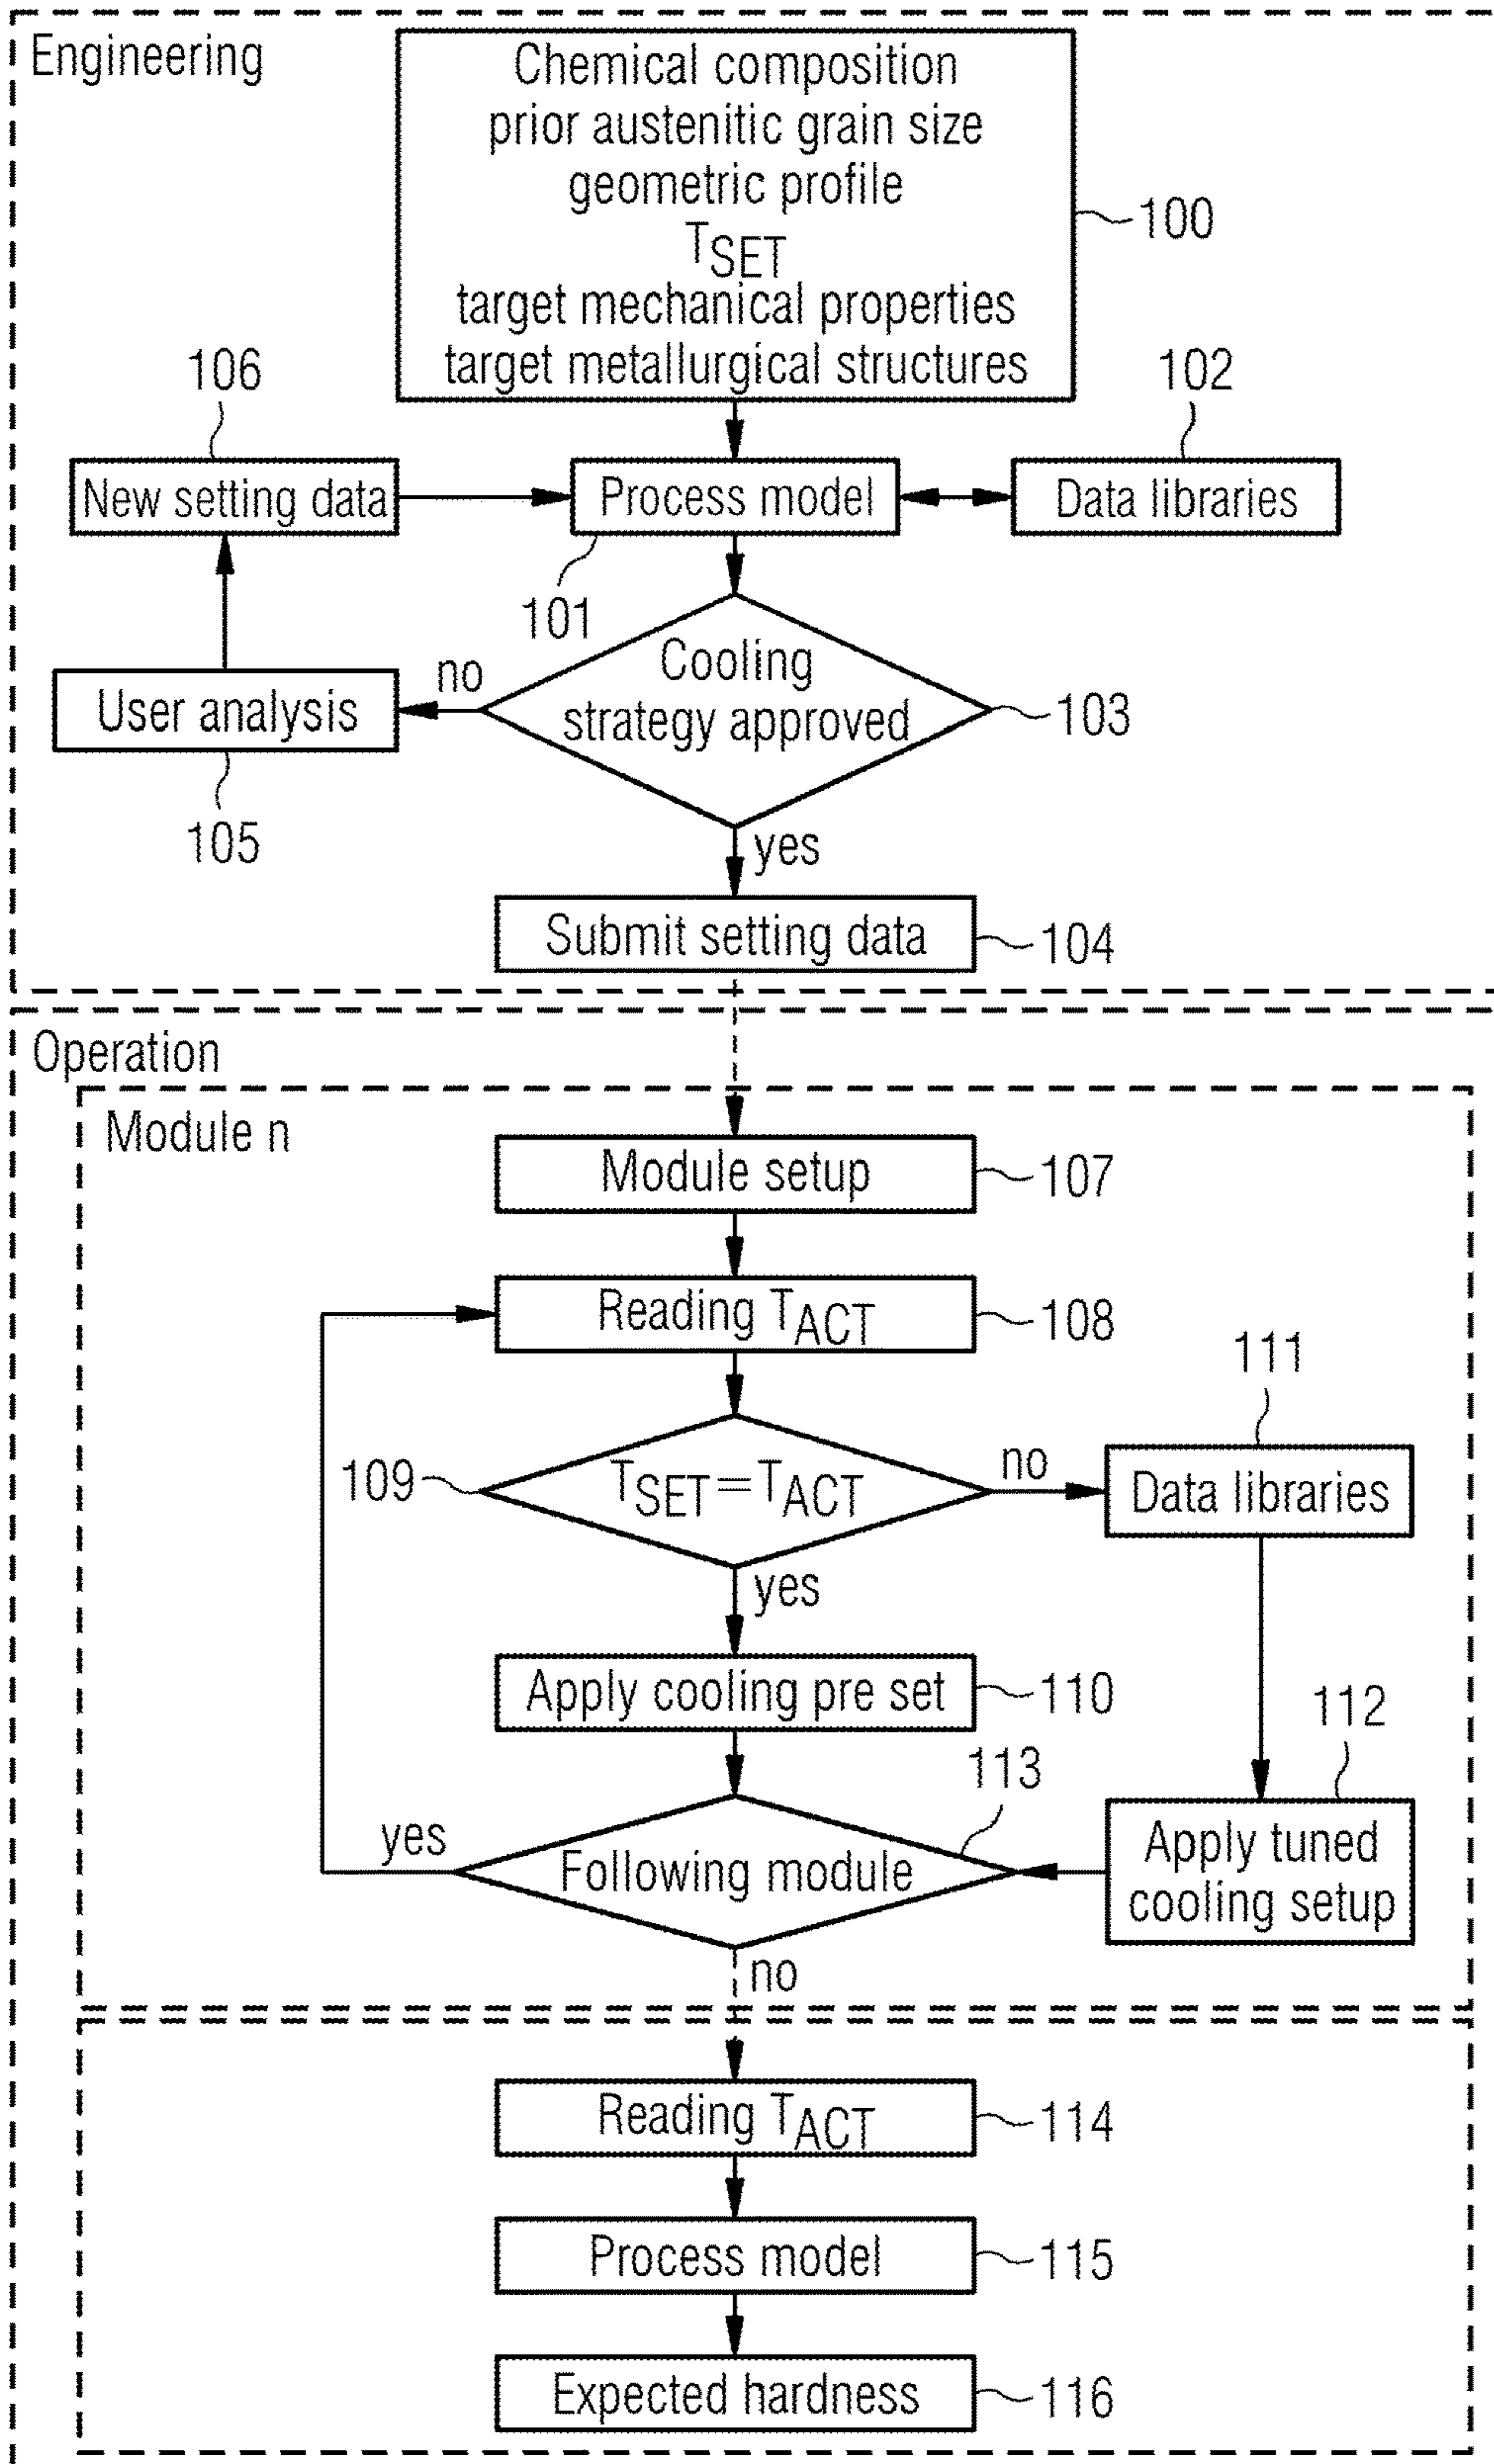 Engineering
Chemical composition
prior austenitic grain size
geometric profile
TSET
target mechanical properties
target metallurgical structures
100
106
102
New setting data
Process model
Data libraries
101
Cooling
strategy approved
no
103
User analysis
105
yes
Submit setting data
104
Operation
Module n
Module setup
107
Reading TACT
108
111
109
TSET=TACT
no
Data libraries
yes
Apply cooling pre set
110
112
113
yes
Following module
Apply tuned
cooling setup
no
Reading TACT
114
Process model
115
Expected hardness
116